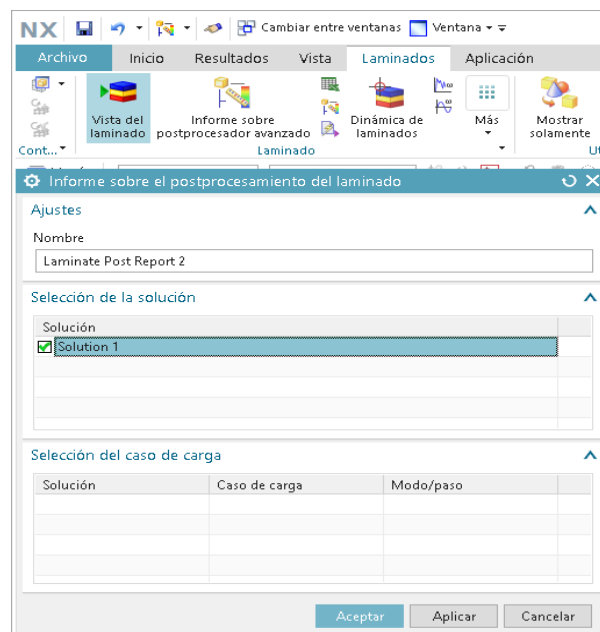 NX Cambiar entre ventanas Ventana
Archivo Inicio Resultados Vista Laminados Aplicación
Vista del laminado
Informe sobre postprocesador avanzado
Dinámica de laminados
Más
Mostrar solamente
Cont... Laminado Ut
Informe sobre el postprocesamiento del laminado
Ajustes
Nombre
Laminate Post Report 2
Selección de la solución
Solución
Solution 1
Selección del caso de carga
Solución Caso de carga Modo/paso
Aceptar Aplicar Cancelar